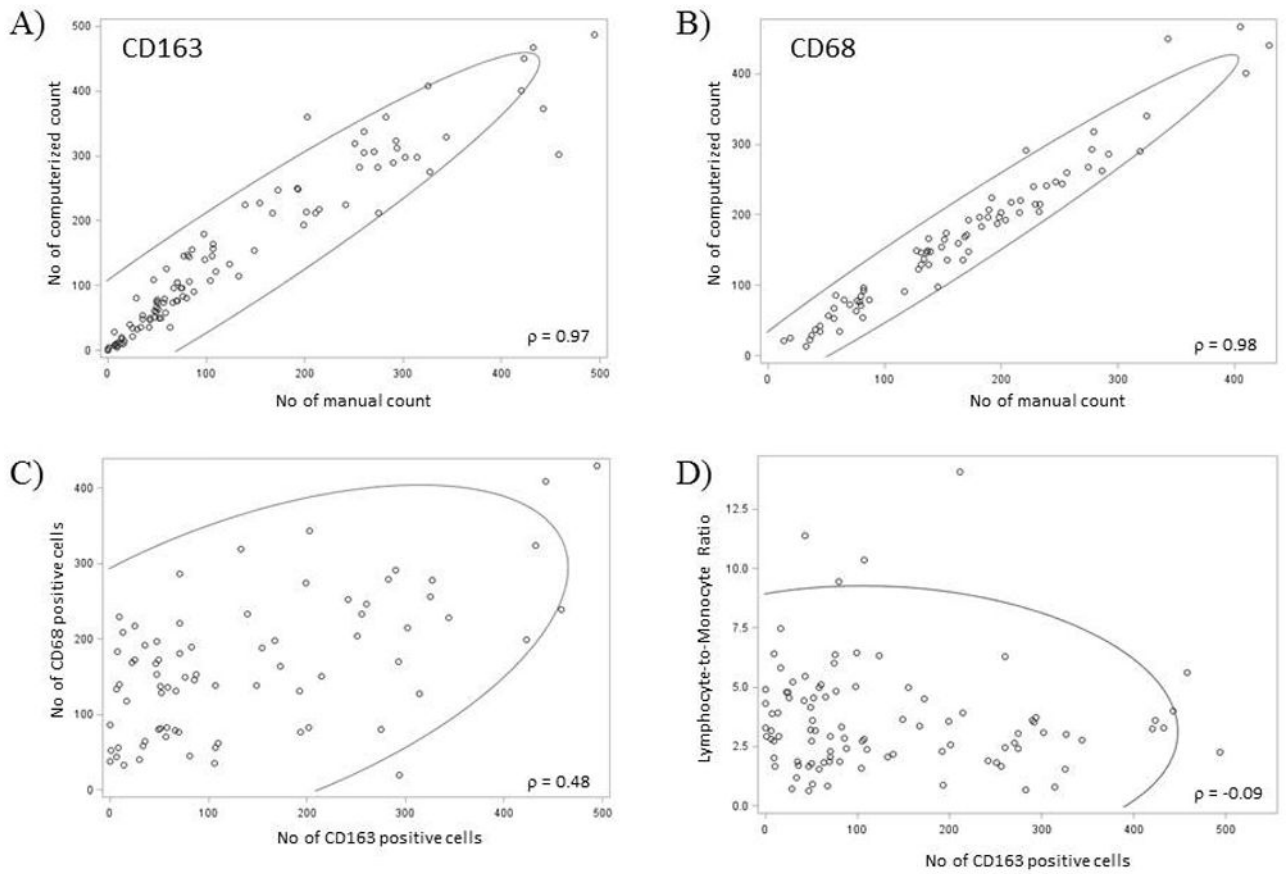 A)
CD163
No of computerized count
500
400
300
200
100
0
0 100 200 300 400 500
No of manual count
ρ = 0.97
B)
CD68
No of computerized count
400
300
200
100
0
0 100 200 300 400
No of manual count
ρ = 0.98
C)
No of CD68 positive cells
400
300
200
100
0
0 100 200 300 400 500
No of CD163 positive cells
ρ = 0.48
D)
Lymphocyte-to-Monocyte Ratio
12.5
10.0
7.5
5.0
2.5
0.0
0 100 200 300 400 500
No of CD163 positive cells
ρ = -0.09